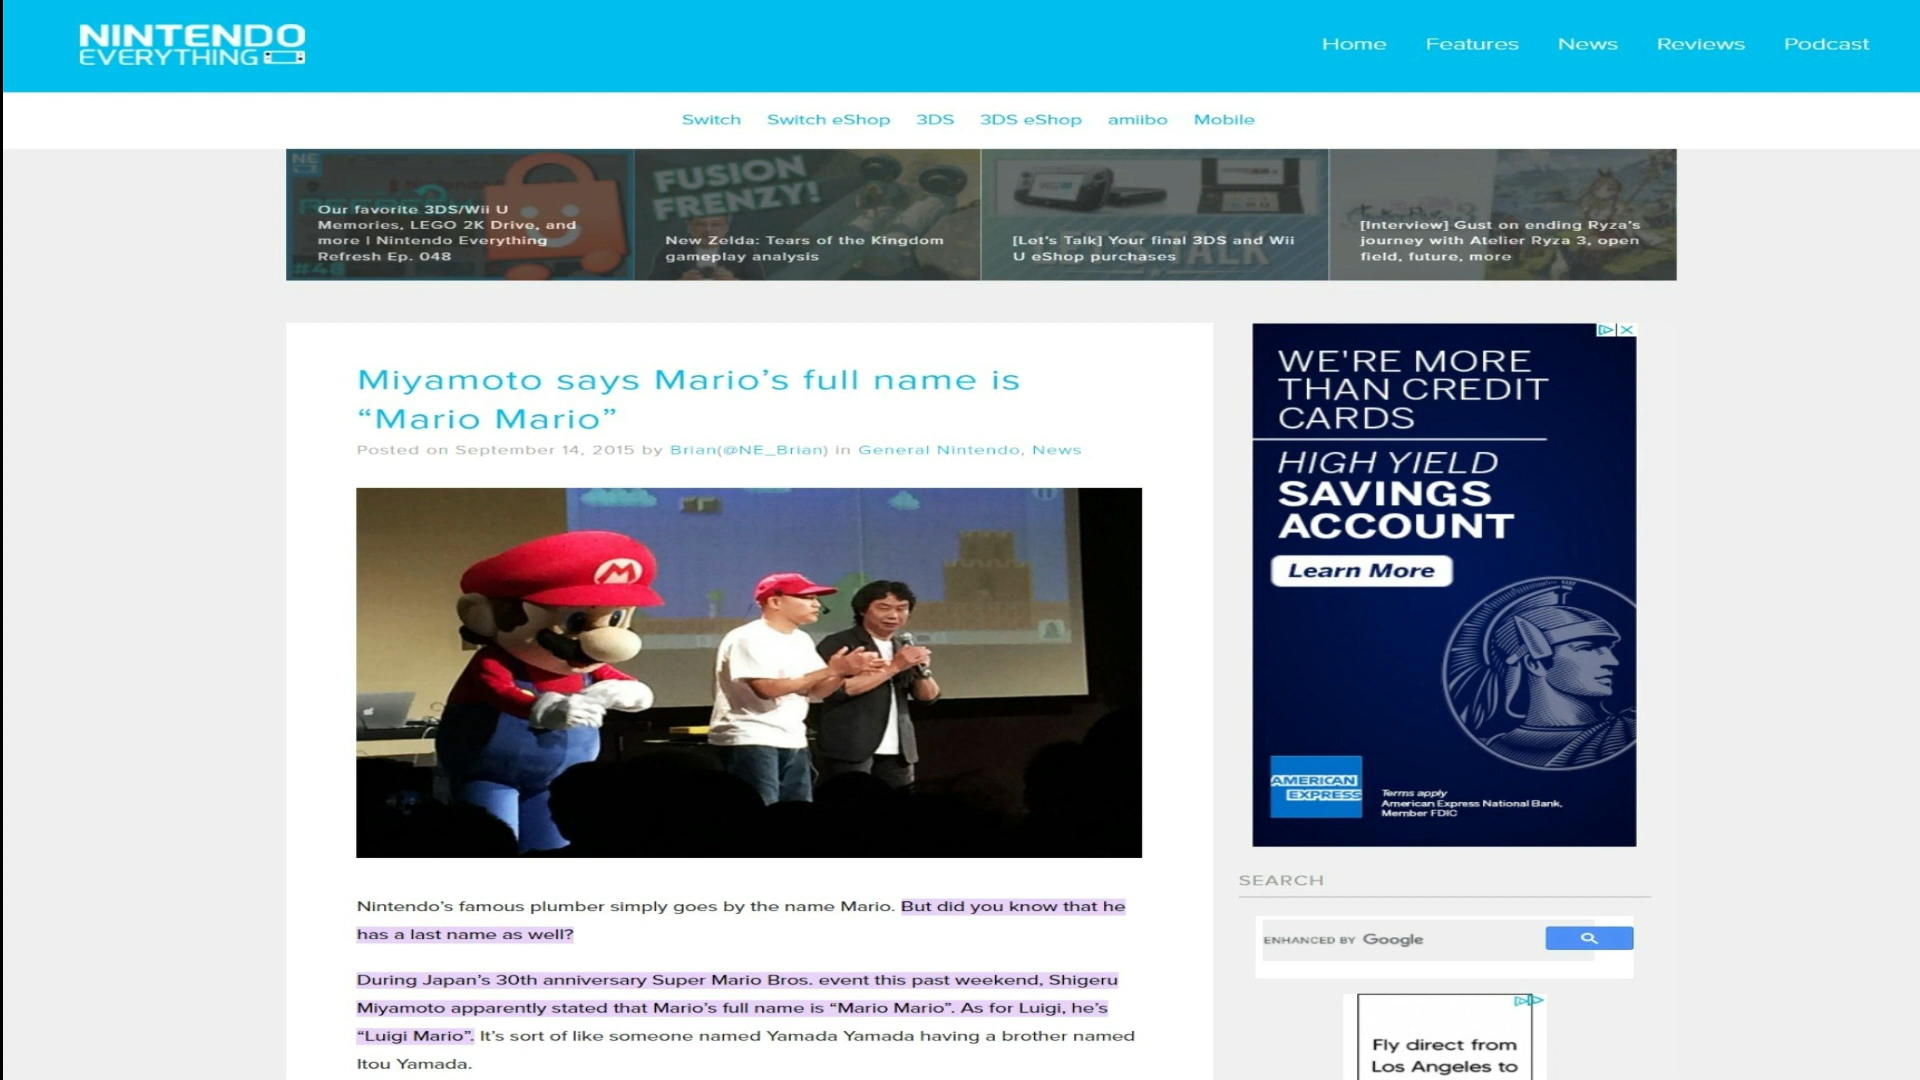 NINTENDO
EVERYTHING
Home Features News Reviews Podcast
Switch Switch eShop 3DS 3DS eShop amiibo Mobile
Our favorite 3DS/Wii U
Memories, LEGO 2K Drive, and
more | Nintendo Everything
Refresh Ep. 048
#48
FUSION
FRENZY!
New Zelda: Tears of the Kingdom
gameplay analysis
[Let's Talk] Your final 3DS and Wii
U eShop purchases
TALK
[Interview] Gust on ending Ryza's
journey with Atelier Ryza 3, open
field, future, more
Miyamoto says Mario's full name is
“Mario Mario”
Posted on September 14, 2015 by Brian(@NE_Brian) in General Nintendo, News
M
Nintendo's famous plumber simply goes by the name Mario. But did you know that he
has a last name as well?
During Japan's 30th anniversary Super Mario Bros. event this past weekend, Shigeru
Miyamoto apparently stated that Mario's full name is “Mario Mario”. As for Luigi, he's
“Luigi Mario”. It's sort of like someone named Yamada Yamada having a brother named
Itou Yamada.
WE'RE MORE
THAN CREDIT
CARDS
HIGH YIELD
SAVINGS
ACCOUNT
Learn More
AMERICAN
EXPRESS
Terms apply
American Express National Bank,
Member FDIC
SEARCH
ENHANCED BY Google
Fly direct from
Los Angeles to